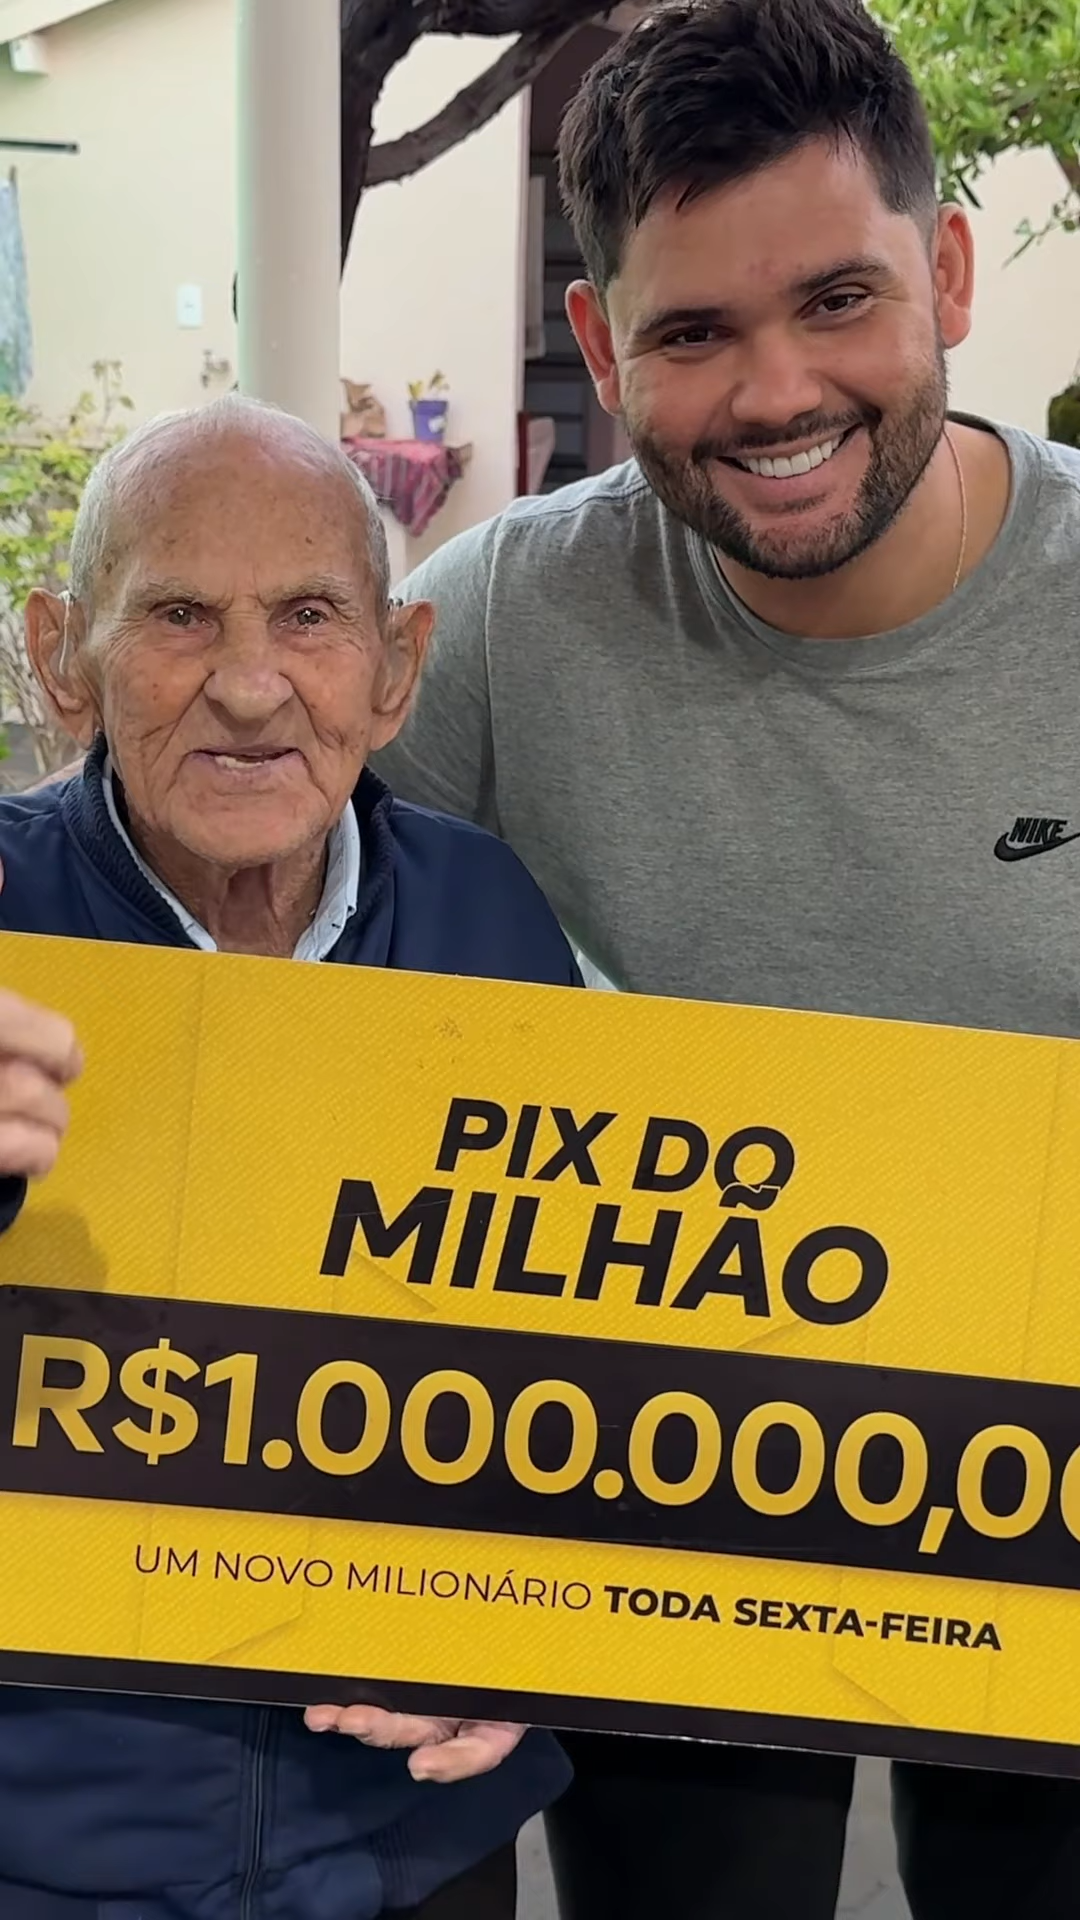 NIKE
PIX DO
MILHÃO
R$1.000.000,0
UM NOVO MILIONÁRIO TODA SEXTA-FEIRA